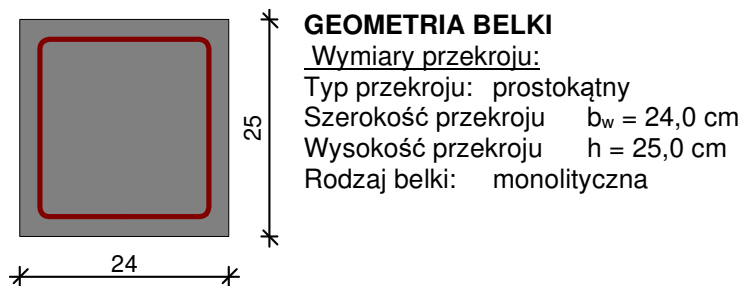 GEOMETRIA BELKI
Wymiary przekroju:
Typ przekroju: prostokątny
Szerokość przekroju bw = 24,0 cm
Wysokość przekroju h = 25,0 cm
Rodzaj belki: monolityczna
25
24